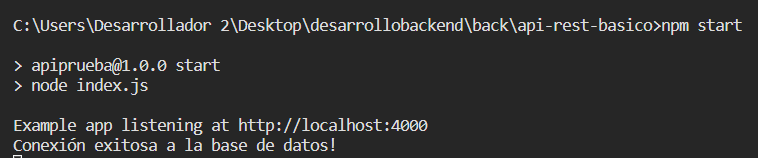 C:\Users\Desarrollador 2\Desktop\desarrollobackend\back\api-rest-basico>npm start
> apiprueba@1.0.0 start
> node index.js
Example app listening at http://localhost:4000
Conexión exitosa a la base de datos!